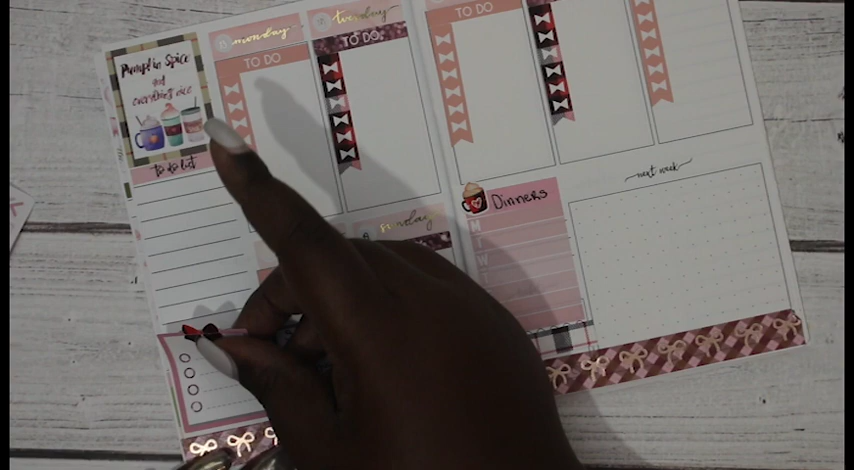 Pumpkin Spice
and
everything nice
to do list
monday
TO DO
tuesday
TO DO
TO DO
sunday
Dinners
M
T
W
T
next week